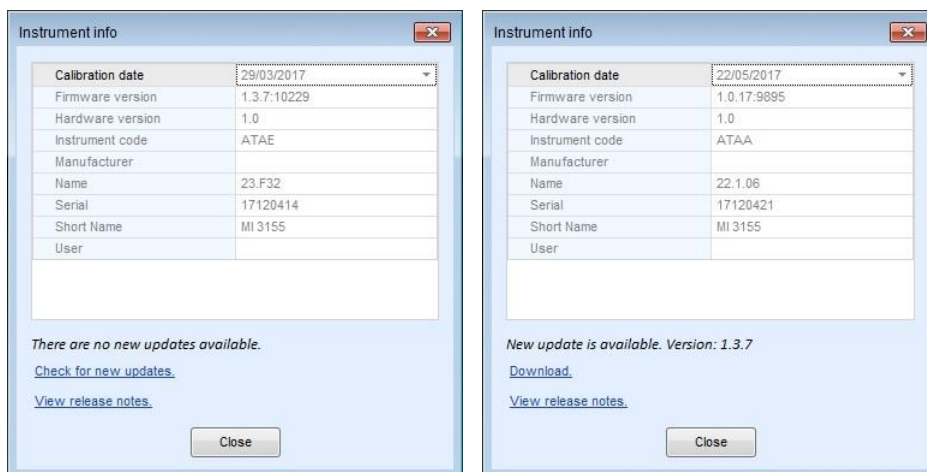 Instrument info
Calibration date 29/03/2017
Firmware version 1.3.7:10229
Hardware version 1.0
Instrument code ATAE
Manufacturer
Name 23.F32
Serial 17120414
Short Name MI 3155
User
There are no new updates available.
Check for new updates.
View release notes.
Close
Instrument info
Calibration date 22/05/2017
Firmware version 1.0.17:9895
Hardware version 1.0
Instrument code ATAA
Manufacturer
Name 22.1.06
Serial 17120421
Short Name MI 3155
User
New update is available. Version: 1.3.7
Download.
View release notes.
Close